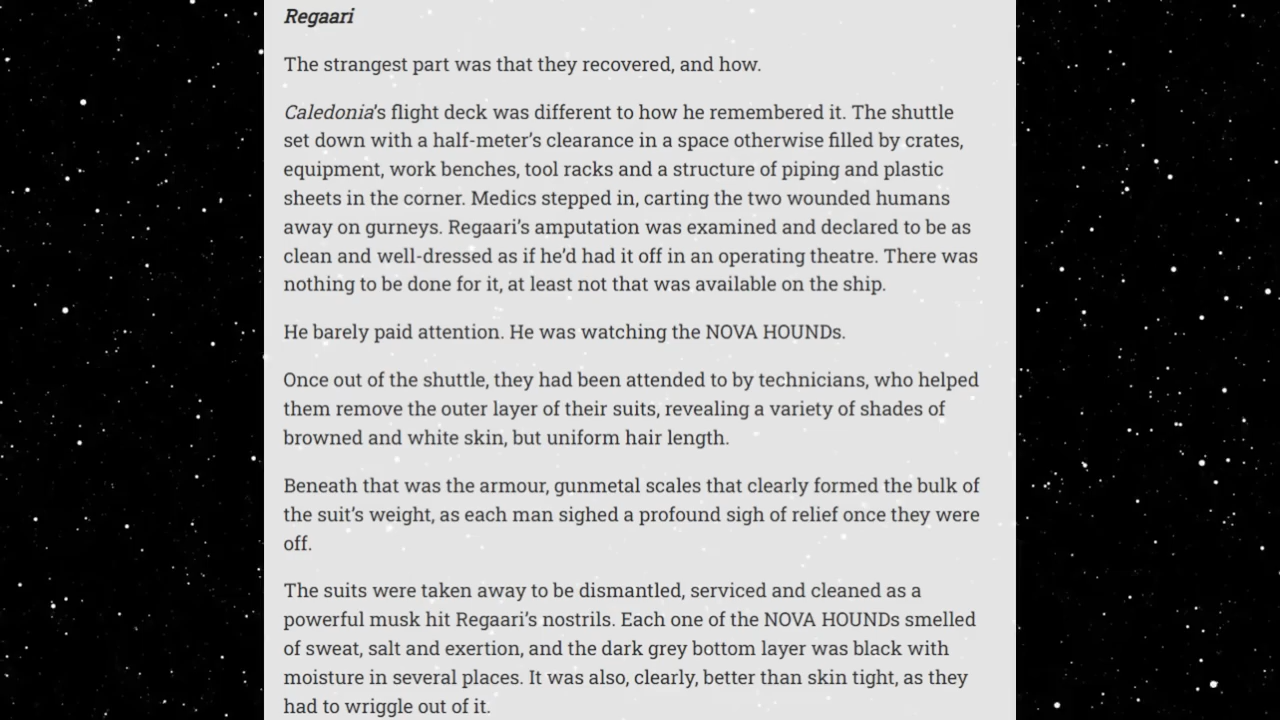 Regaari
The strangest part was that they recovered, and how.
Caledonia's flight deck was different to how he remembered it. The shuttle
set down with a half-meter's clearance in a space otherwise filled by crates,
equipment, work benches, tool racks and a structure of piping and plastic
sheets in the corner. Medics stepped in, carting the two wounded humans
away on gurneys. Regaari's amputation was examined and declared to be as
clean and well-dressed as if he'd had it off in an operating theatre. There was
nothing to be done for it, at least not that was available on the ship.
He barely paid attention. He was watching the NOVA HOUNDs.
Once out of the shuttle, they had been attended to by technicians, who helped
them remove the outer layer of their suits, revealing a variety of shades of
browned and white skin, but uniform hair length.
Beneath that was the armour, gunmetal scales that clearly formed the bulk of
the suit's weight, as each man sighed a profound sigh of relief once they were
off.
The suits were taken away to be dismantled, serviced and cleaned as a
powerful musk hit Regaari's nostrils. Each one of the NOVA HOUNDs smelled
of sweat, salt and exertion, and the dark grey bottom layer was black with
moisture in several places. It was also, clearly, better than skin tight, as they
had to wriggle out of it.